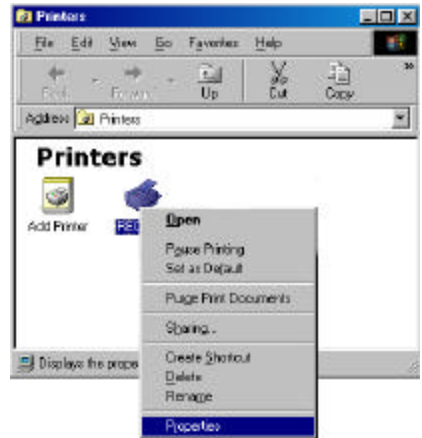 Printers
File Edit View Go Favorites Help
Back Forward Up Cut Copy
»
Address Printers
Printers
Add Printer
Open
Pause Printing
Set as Default
Purge Print Documents
Sharing...
Create Shortcut
Delete
Rename
Properties
Displays the prope